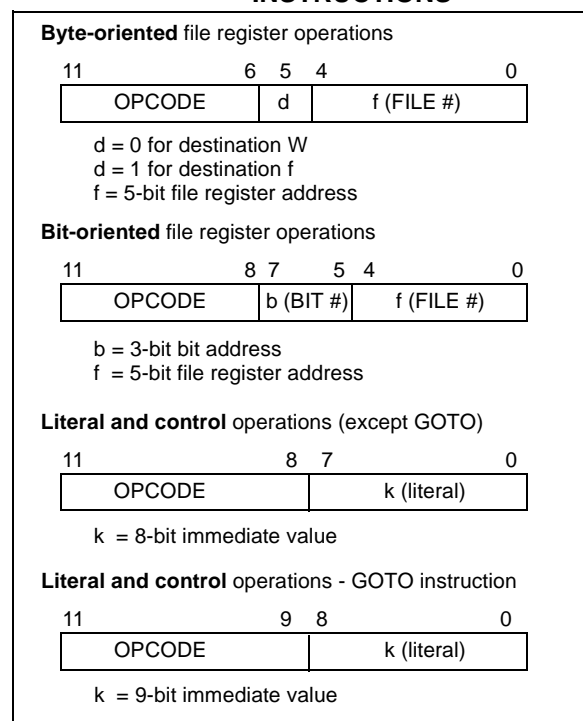 INSTRUCTIONS
Byte-oriented file register operations
11 6 5 4 0
OPCODE d f (FILE #)
d = 0 for destination W
d = 1 for destination f
f = 5-bit file register address
Bit-oriented file register operations
11 8 7 5 4 0
OPCODE b (BIT #) f (FILE #)
b = 3-bit bit address
f = 5-bit file register address
Literal and control operations (except GOTO)
11 8 7 0
OPCODE k (literal)
k = 8-bit immediate value
Literal and control operations - GOTO instruction
11 9 8 0
OPCODE k (literal)
k = 9-bit immediate value